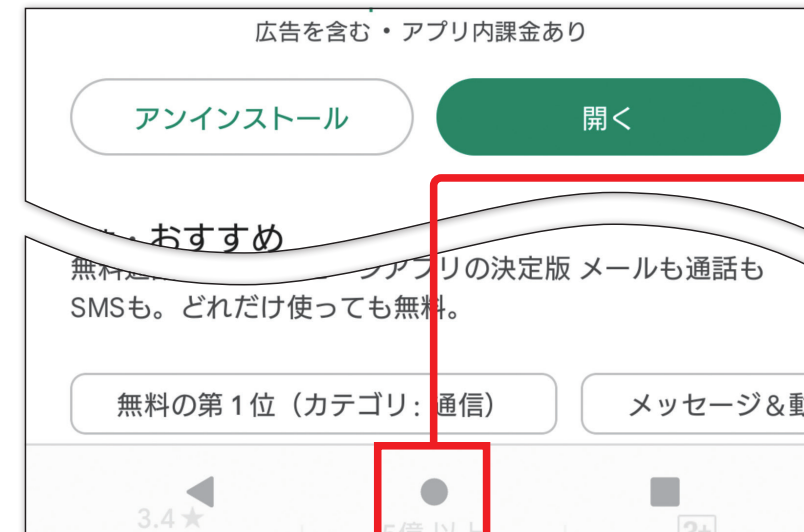 広告を含む・アプリ内課金あり
アンインストール
開く
・おすすめ
アプリの決定版 メールも通話も
SMSも。どれだけ使っても無料。
無料の第1位（カテゴリ: 通信）
メッセージ＆
3.4★